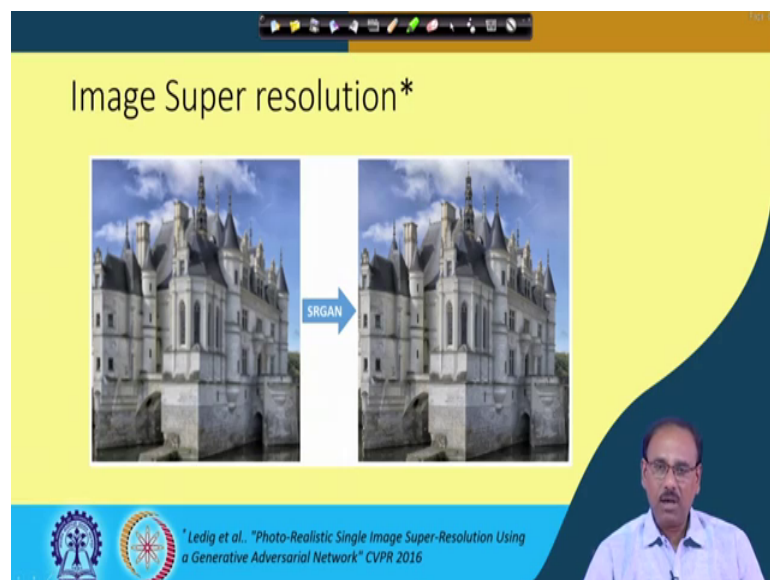 Image Super resolution*
SRGAN
* Ledig et al.. "Photo-Realistic Single Image Super-Resolution Using
a Generative Adversarial Network" CVPR 2016